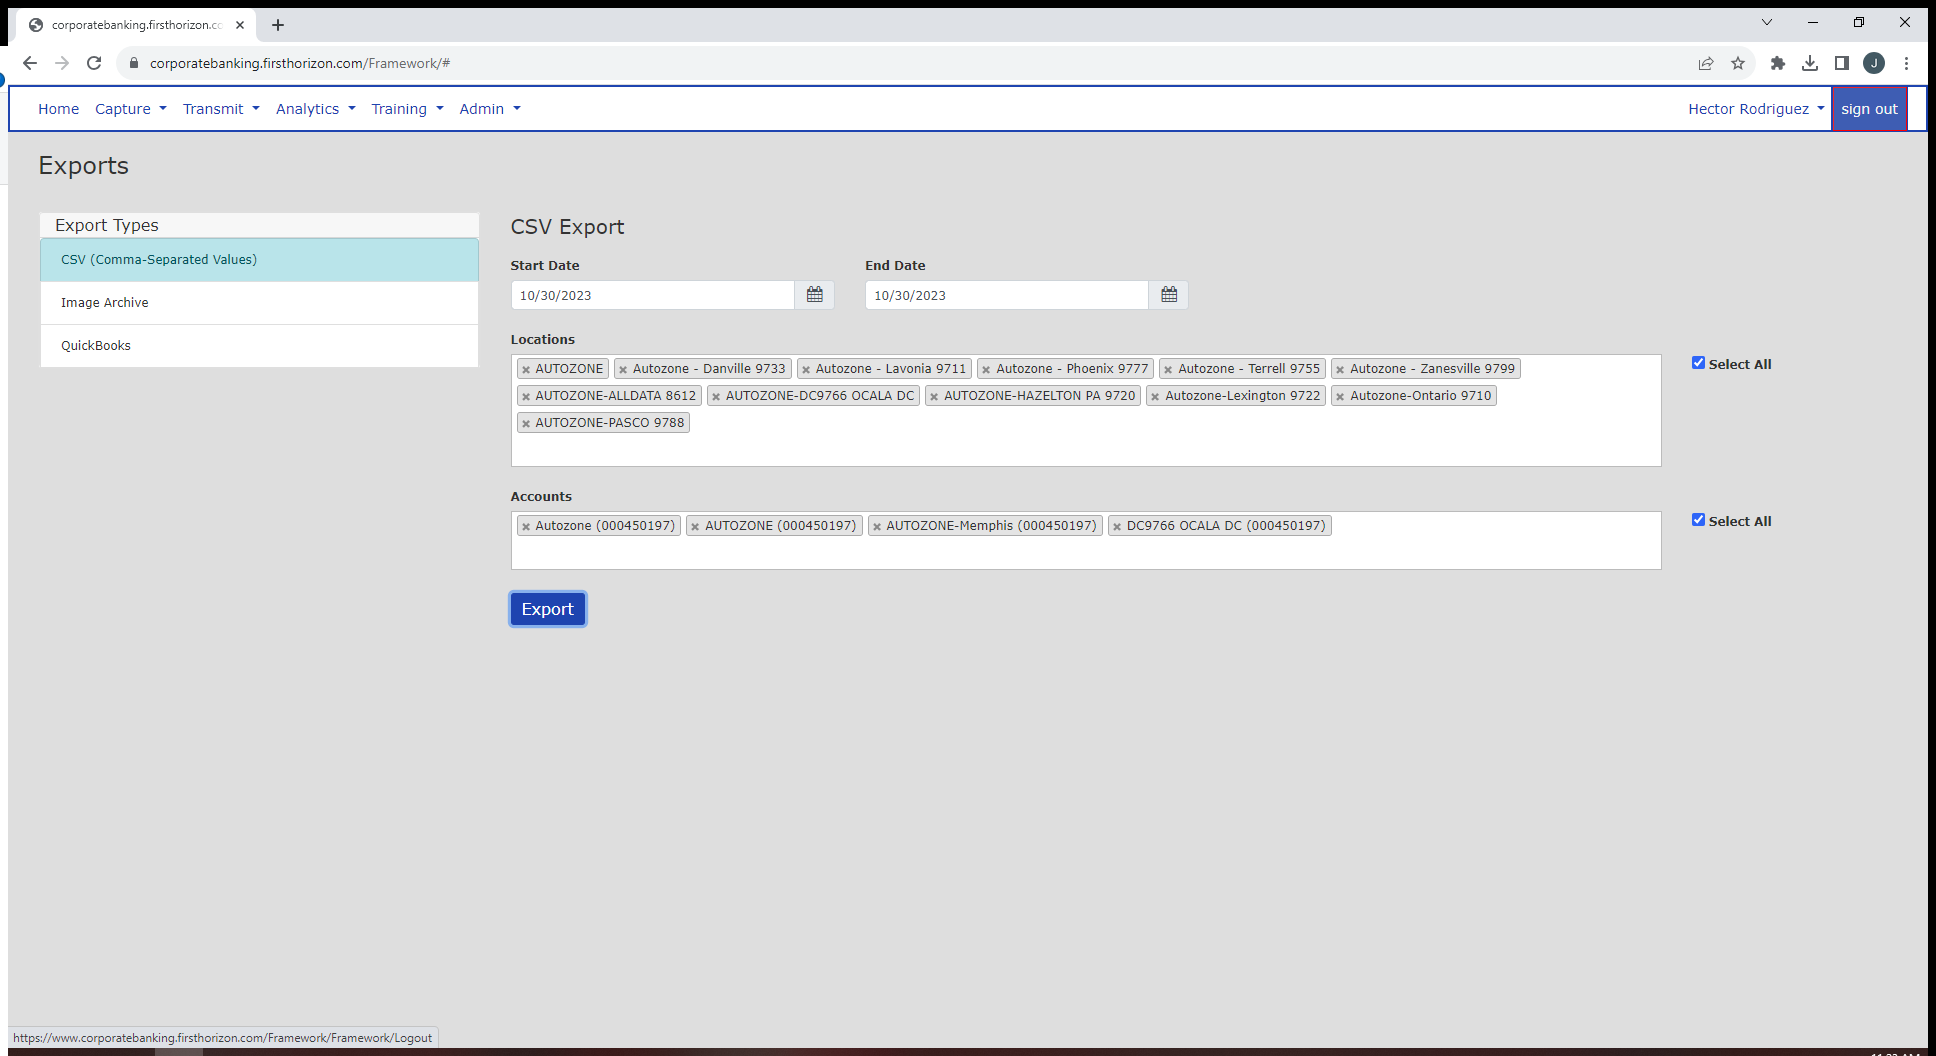 corporatebanking.firsthorizon.co
corporatebanking.firsthorizon.com/Framework/#
J
Home Capture Transmit Analytics Training Admin Hector Rodriguez sign out
Exports
Export Types
CSV (Comma-Separated Values)
Image Archive
QuickBooks
CSV Export
Start Date End Date
10/30/2023 10/30/2023
Locations
× AUTOZONE × Autozone - Danville 9733 × Autozone - Lavonia 9711 × Autozone - Phoenix 9777 × Autozone - Terrell 9755 × Autozone - Zanesville 9799
Select All
× AUTOZONE-ALLDATA 8612 × AUTOZONE-DC9766 OCALA DC × AUTOZONE-HAZELTON PA 9720 × Autozone-Lexington 9722 × Autozone-Ontario 9710
× AUTOZONE-PASCO 9788
Accounts
× Autozone (000450197) × AUTOZONE (000450197) × AUTOZONE-Memphis (000450197) × DC9766 OCALA DC (000450197)
Select All
Export
https://www.corporatebanking.firsthorizon.com/Framework/Framework/Logout